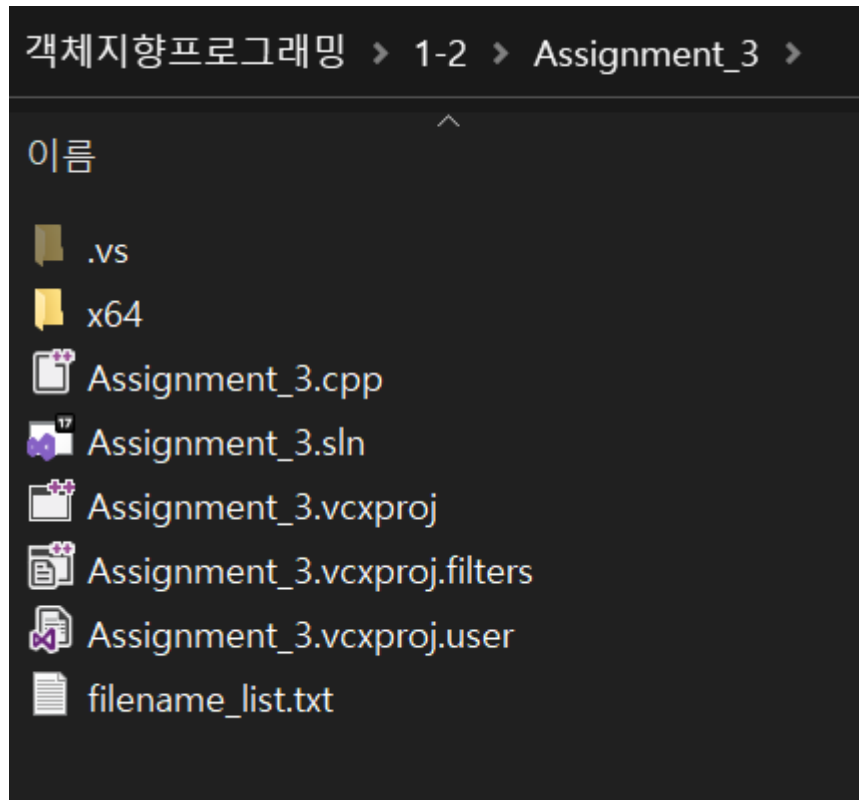 객체지향프로그래밍 > 1-2 > Assignment_3 >
이름
.vs
x64
Assignment_3.cpp
17
Assignment_3.sln
Assignment_3.vcxproj
Assignment_3.vcxproj.filters
Assignment_3.vcxproj.user
filename_list.txt